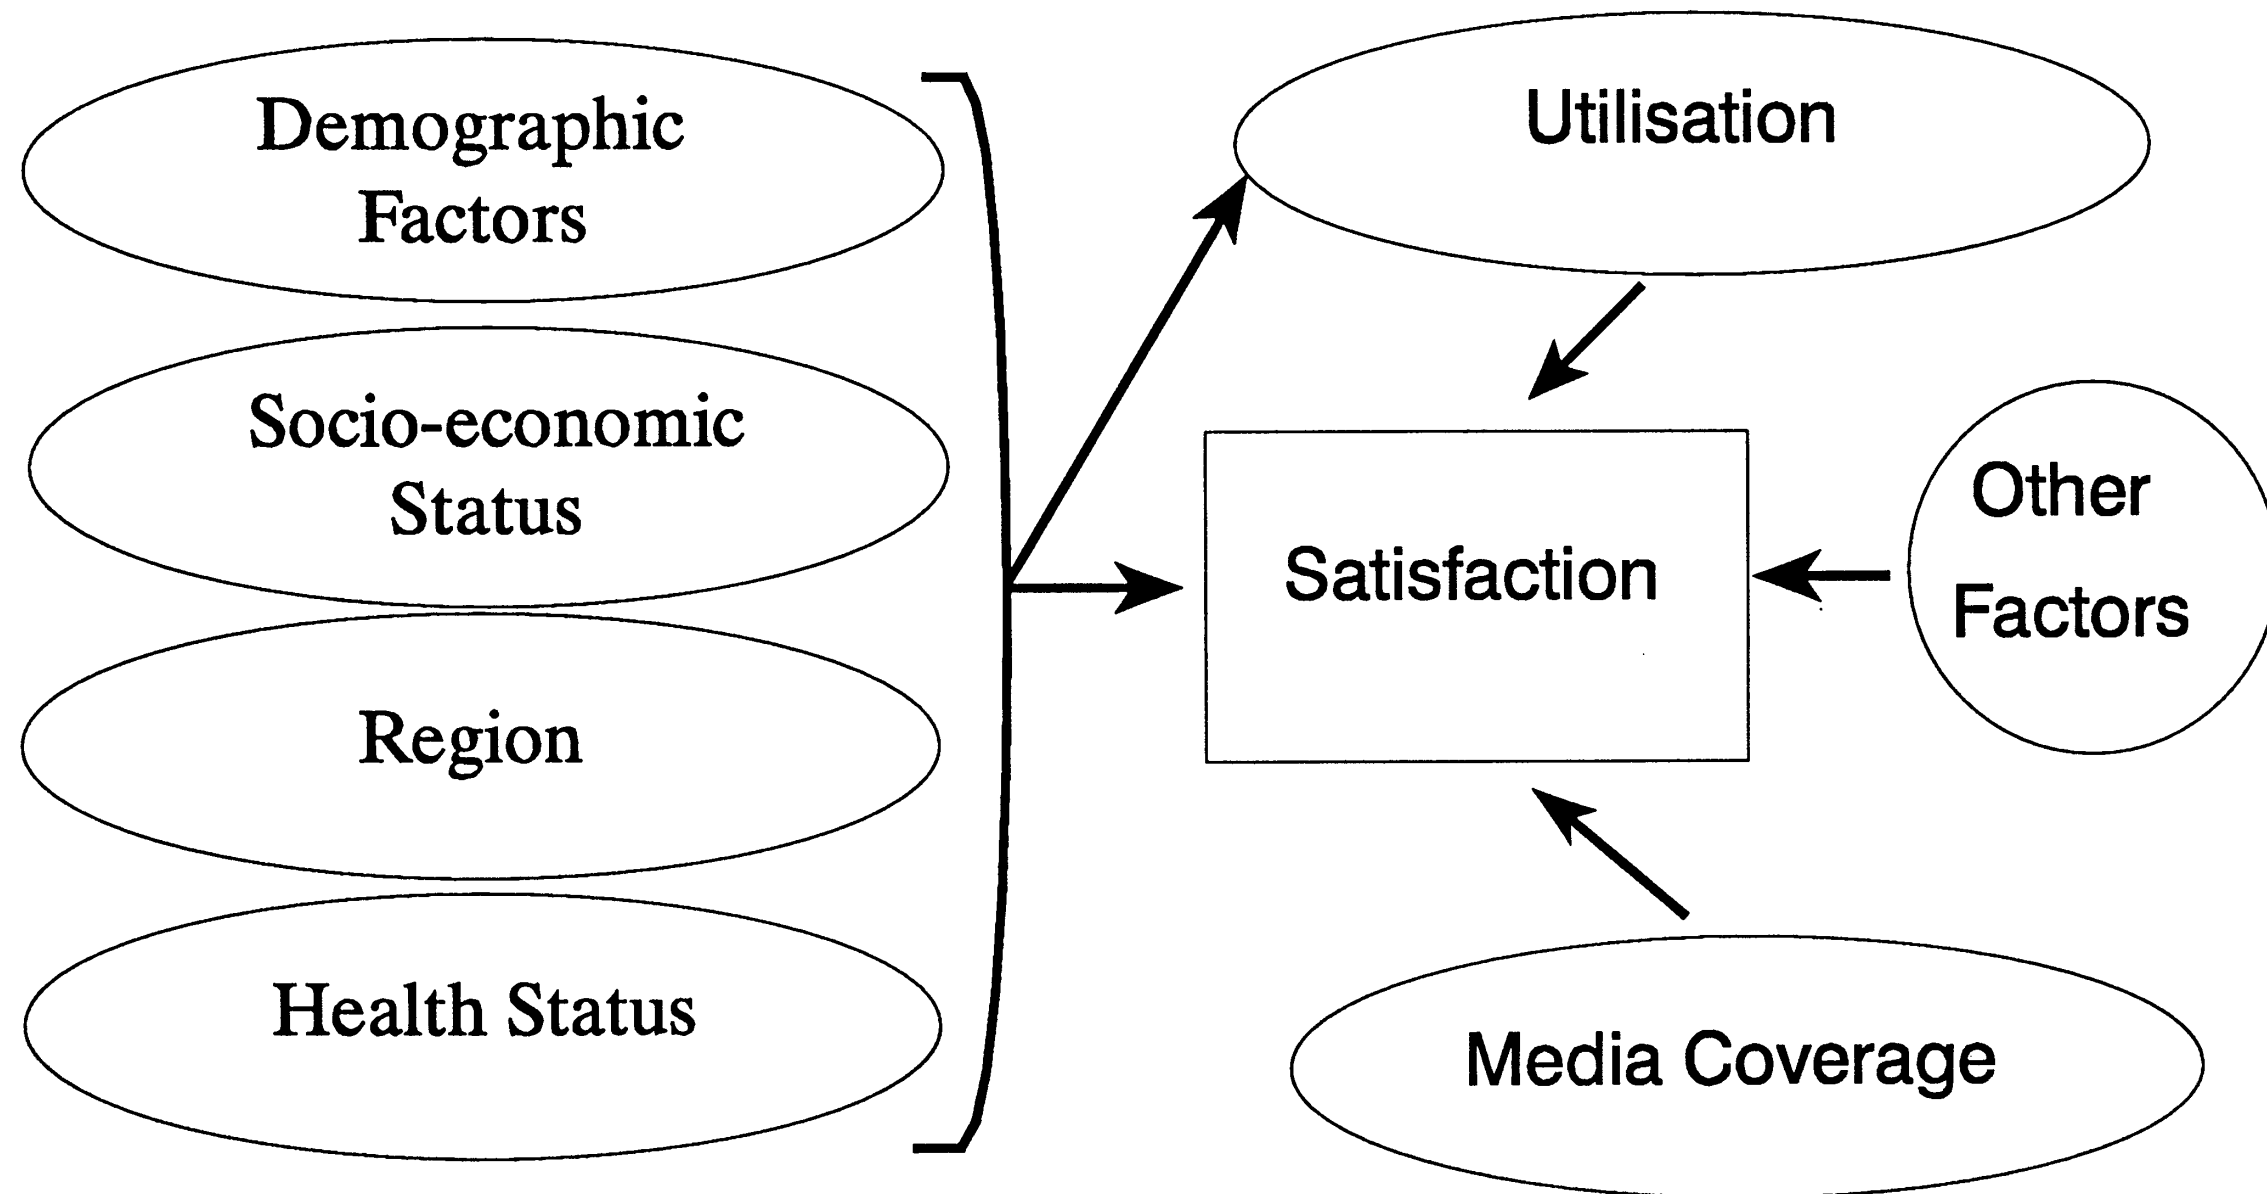 Demographic
Factors
Socio-economic
Status
Region
Health Status
Utilisation
Satisfaction
Other
Factors
Media Coverage